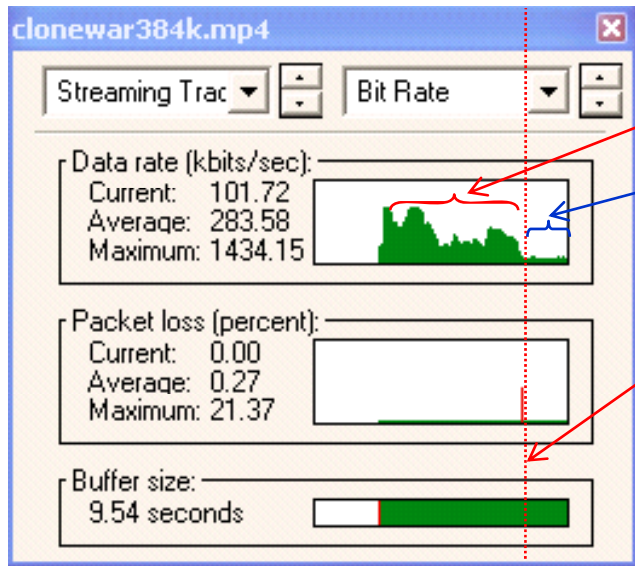 clonewar384k.mp4
Streaming Trac Bit Rate
Data rate (kbits/sec):
Current: 101.72
Average: 283.58
Maximum: 1434.15
Packet loss (percent):
Current: 0.00
Average: 0.27
Maximum: 21.37
Buffer size:
9.54 seconds